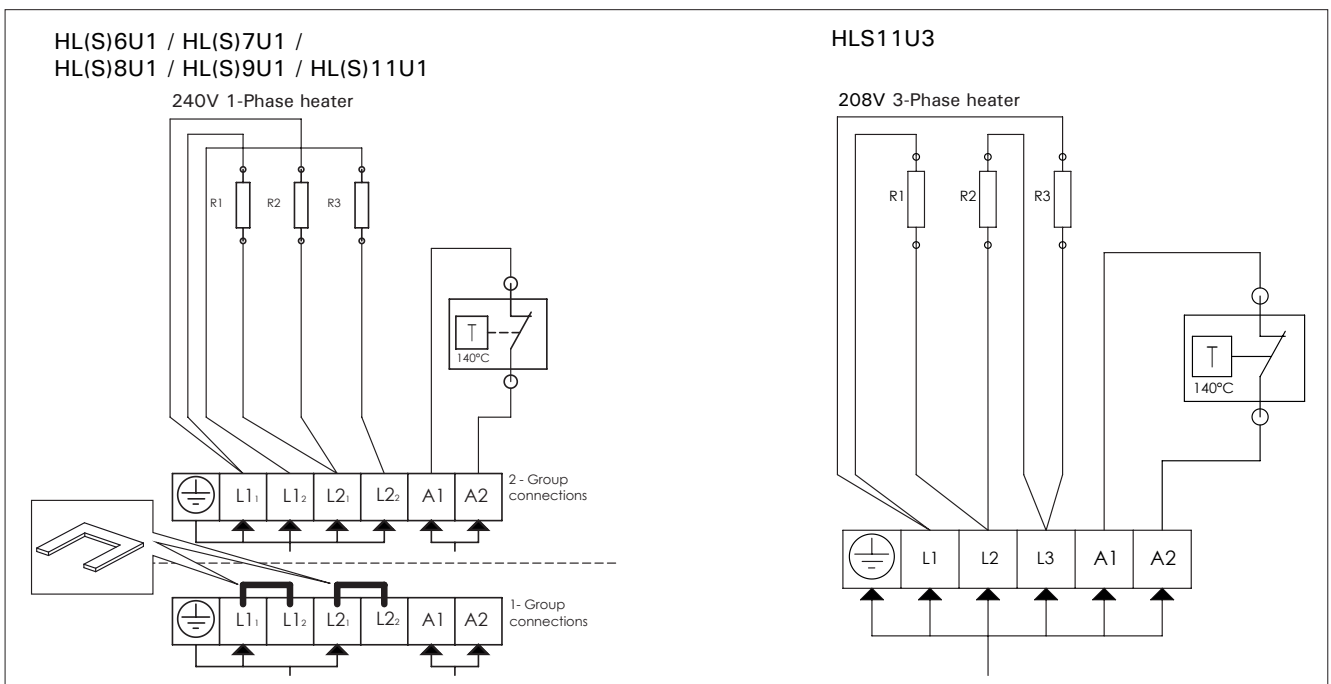 HL(S)6U1 / HL(S)7U1 /
HL(S)8U1 / HL(S)9U1 / HL(S)11U1
240V 1-Phase heater
R1 R2 R3
T
140°C
L1₁ L1₂ L2₁ L2₂ A1 A2
2 - Group
connections
L1₁ L1₂ L2₁ L2₂ A1 A2
1- Group
connections
HLS11U3
208V 3-Phase heater
R1 R2 R3
T
140°C
L1 L2 L3 A1 A2